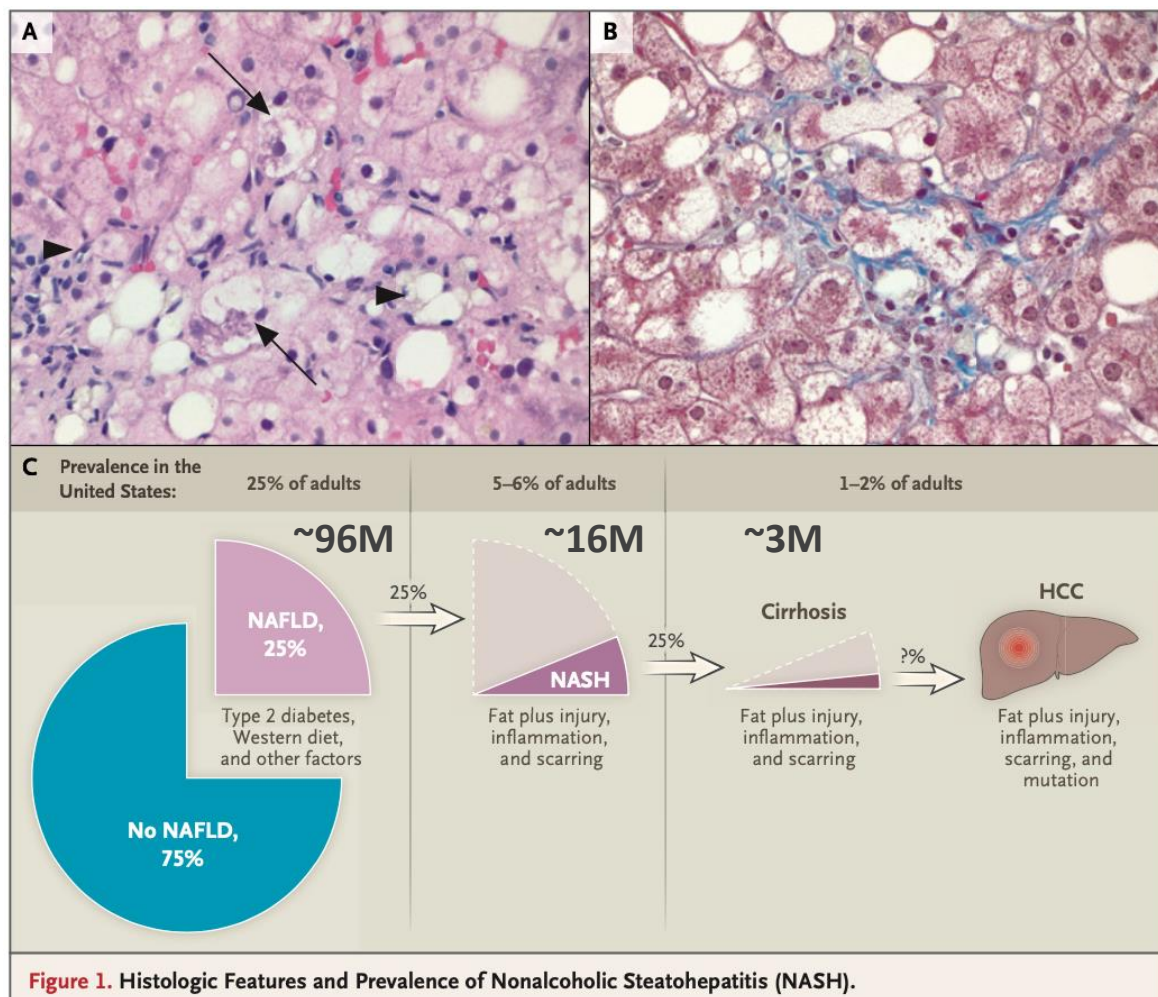 A
B
C Prevalence in the
United States:
25% of adults
5–6% of adults
1–2% of adults
~96M
~16M
~3M
NAFLD,
25%
25%
NASH
25%
Cirrhosis
?%
HCC
Type 2 diabetes,
Western diet,
and other factors
Fat plus injury,
inflammation,
and scarring
Fat plus injury,
inflammation,
and scarring
Fat plus injury,
inflammation,
scarring, and
mutation
No NAFLD,
75%
Figure 1. Histologic Features and Prevalence of Nonalcoholic Steatohepatitis (NASH).